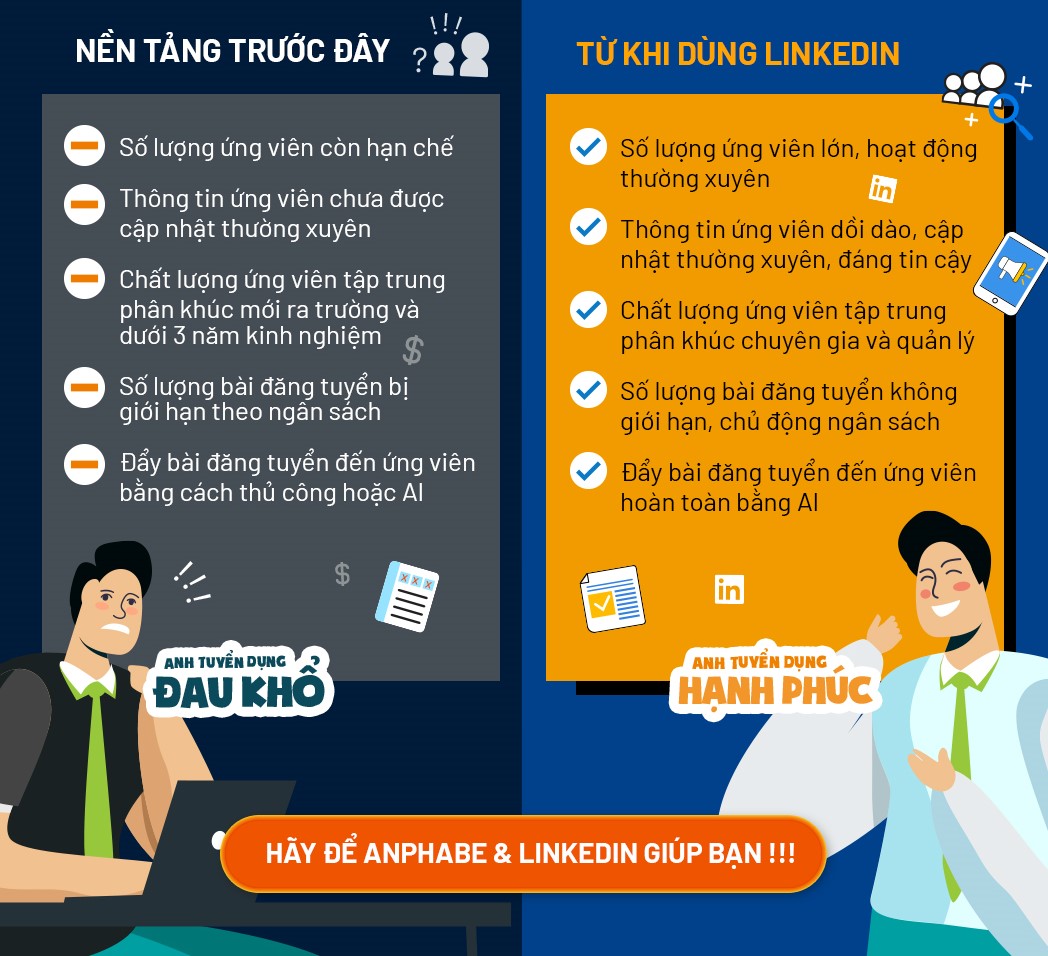 NỀN TẢNG TRƯỚC ĐÂY
Số lượng ứng viên còn hạn chế
Thông tin ứng viên chưa được
cập nhật thường xuyên
Chất lượng ứng viên tập trung
phân khúc mới ra trường và
dưới 3 năm kinh nghiệm
Số lượng bài đăng tuyển bị
giới hạn theo ngân sách
Đẩy bài đăng tuyển đến ứng viên
bằng cách thủ công hoặc AI
ANH TUYỂN DỤNG
ĐAU KHỔ
TỪ KHI DÙNG LINKEDIN
Số lượng ứng viên lớn, hoạt động
thường xuyên
in
Thông tin ứng viên dồi dào, cập
nhật thường xuyên, đáng tin cậy
Chất lượng ứng viên tập trung
phân khúc chuyên gia và quản lý
Số lượng bài đăng tuyển không
giới hạn, chủ động ngân sách
Đẩy bài đăng tuyển đến ứng viên
hoàn toàn bằng AI
in
ANH TUYỂN DỤNG
HẠNH PHÚC
HÃY ĐỂ ANPHABE & LINKEDIN GIÚP BẠN !!!